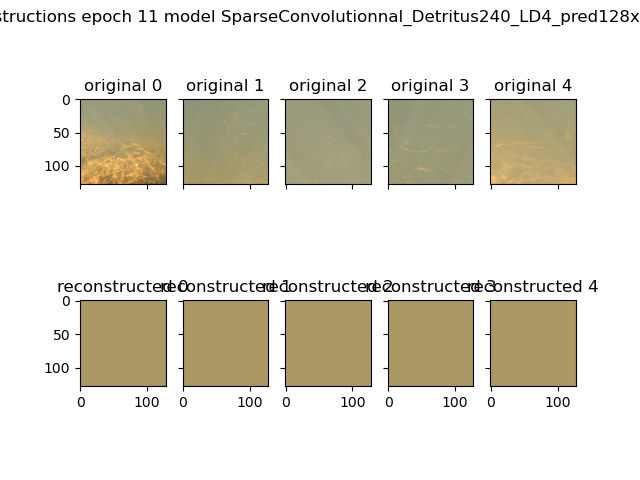 structions epoch 11 model SparseConvolutionnal_Detritus240_LD4_pred128x
original 0 original 1 original 2 original 3 original 4
0
50
100
reconstructed 0 reconstructed 1 reconstructed 2 reconstructed 3 reconstructed 4
0
50
100
0 100 0 100 0 100 0 100 0 100